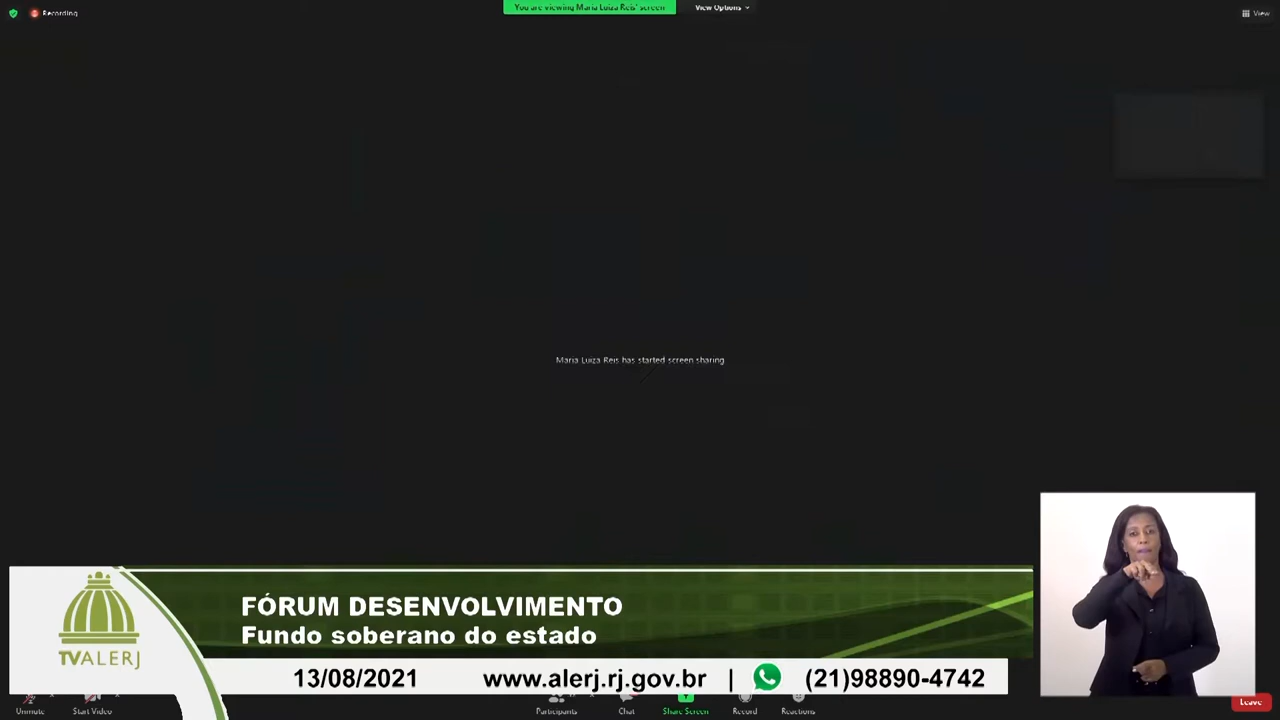 Recording
You are viewing Maria Luiza Reis' screen
View Options
View
Maria Luiza Reis has started screen sharing
FÓRUM DESENVOLVIMENTO
Fundo soberano do estado
TVALERJ
13/08/2021 www.alerj.rj.gov.br | (21)98890-4742
Unmute Start Video Participants Chat Share Screen Record Reactions Leave